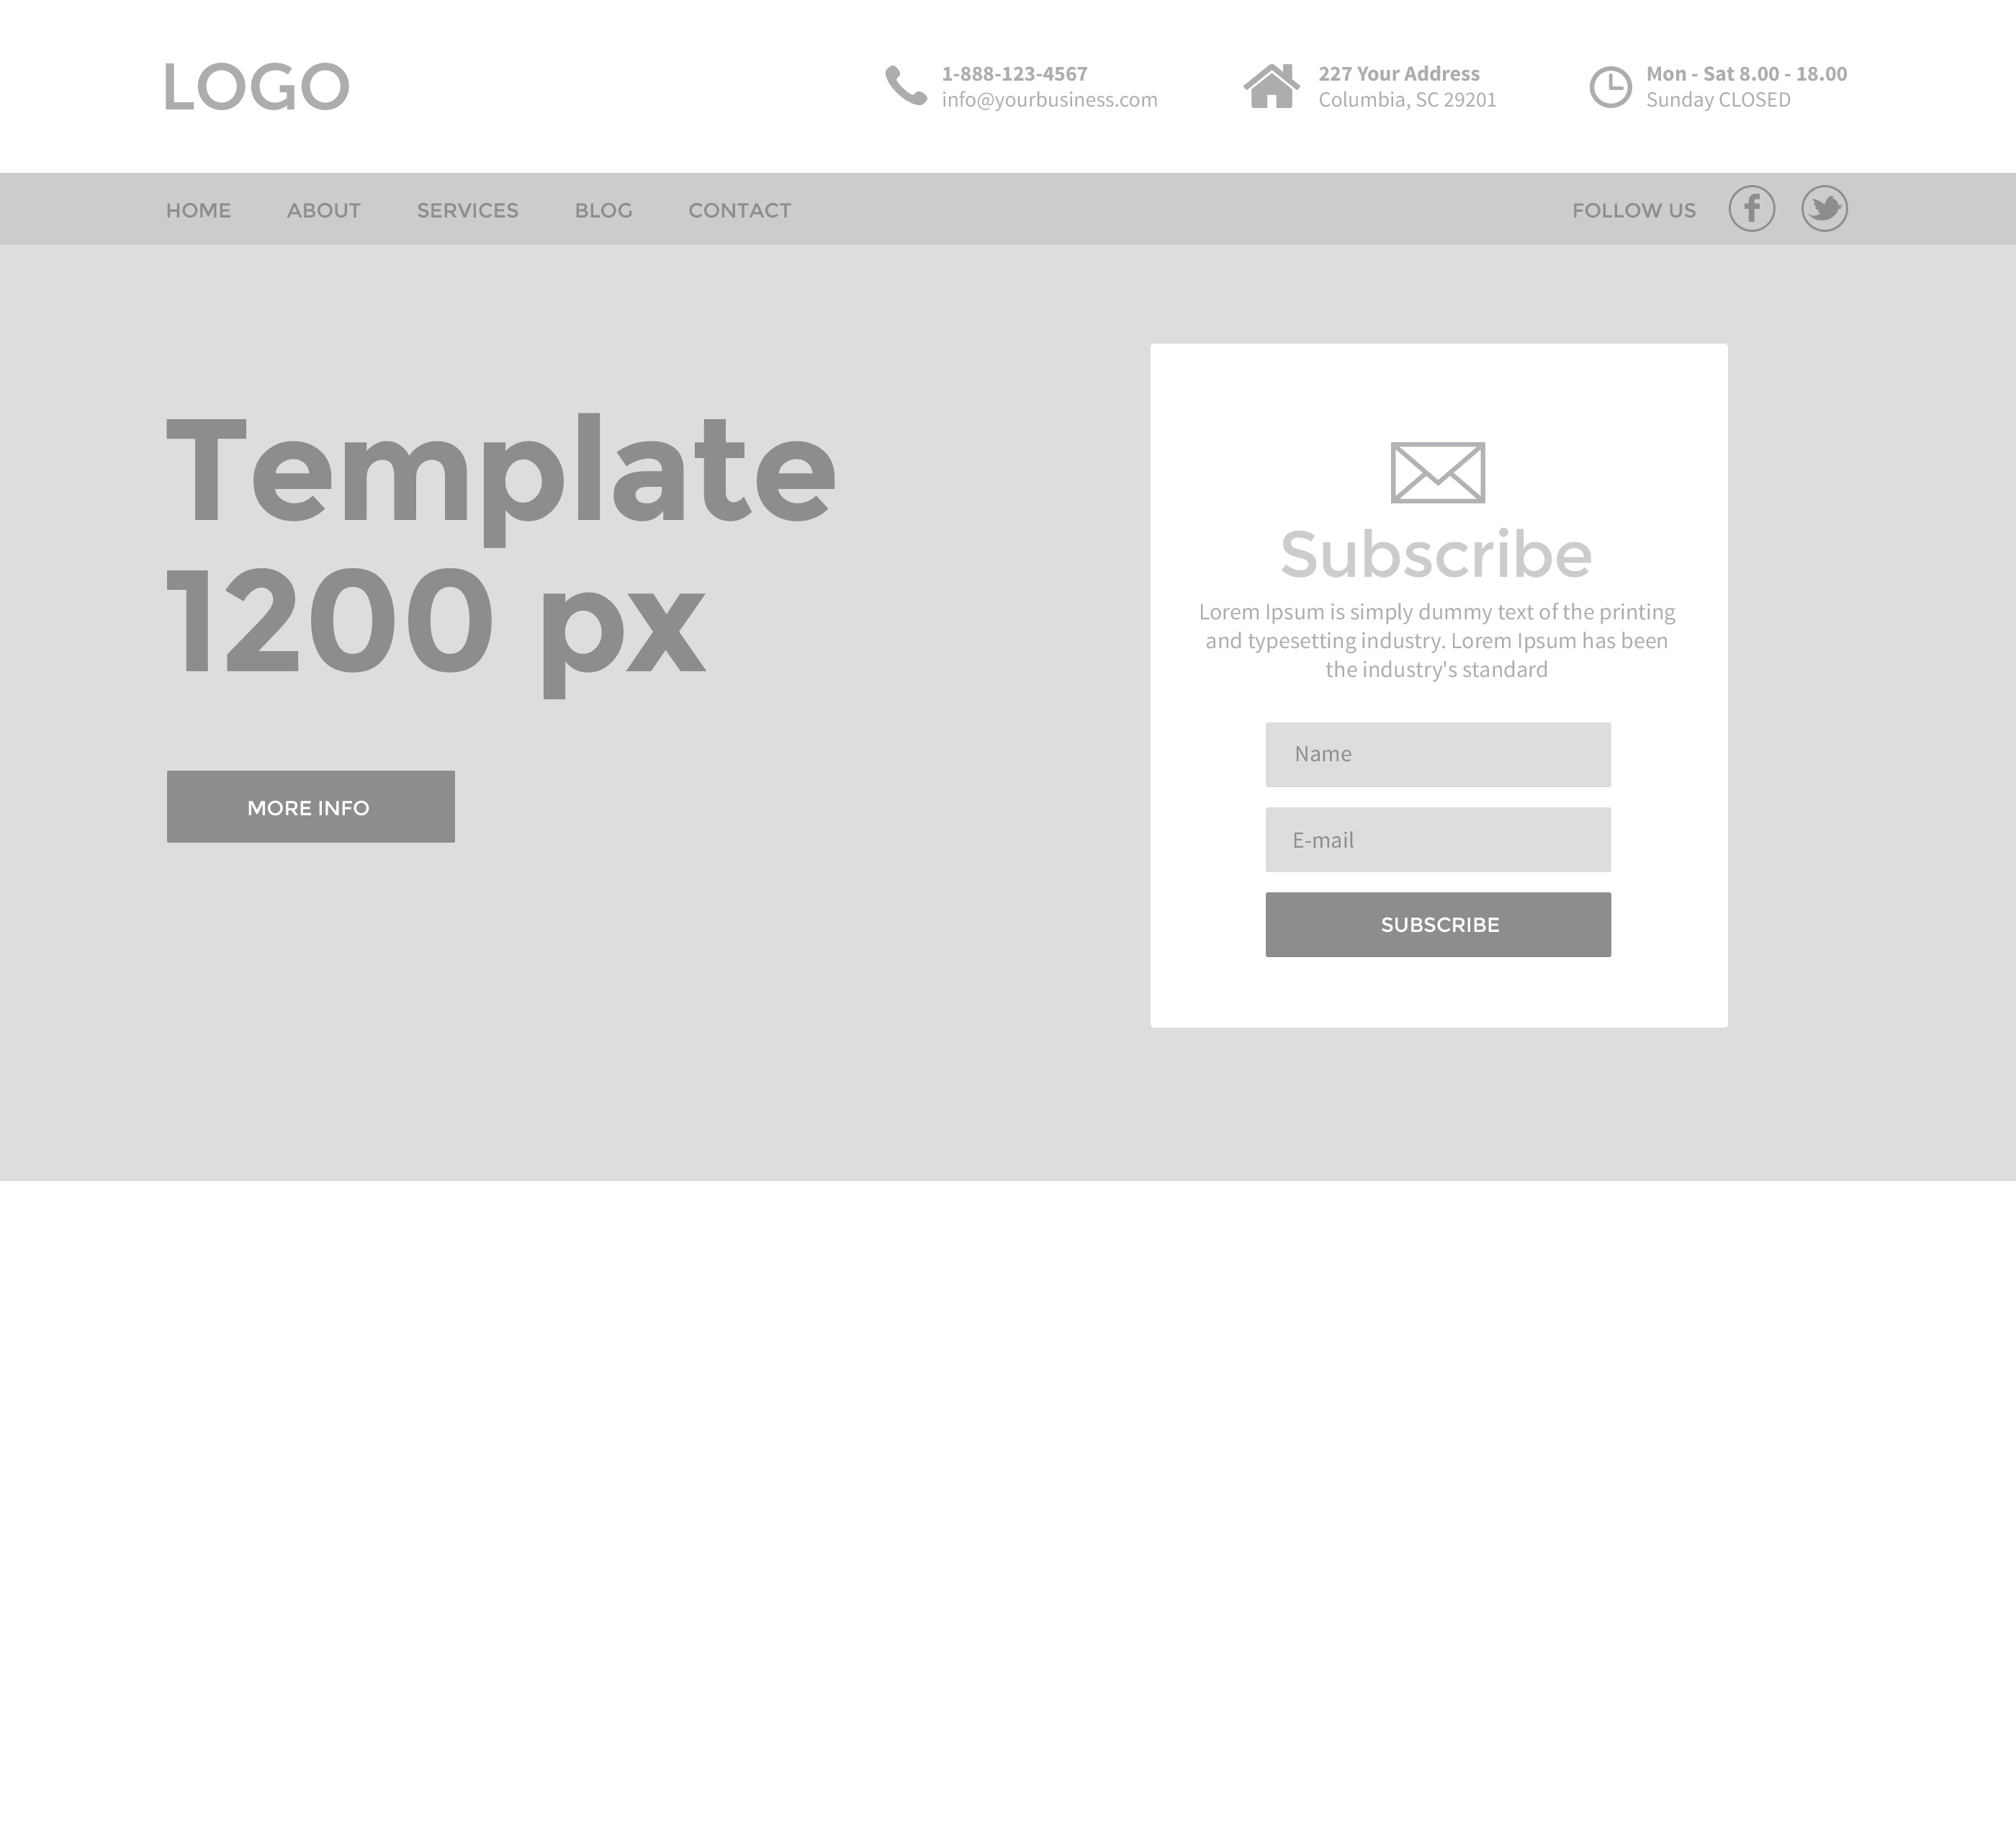 LOGO
1-888-123-4567
info@yourbusiness.com
227 Your Address
Columbia, SC 29201
Mon - Sat 8.00 - 18.00
Sunday CLOSED
HOME ABOUT SERVICES BLOG CONTACT FOLLOW US
Template
1200 px
MORE INFO
Subscribe
Lorem Ipsum is simply dummy text of the printing
and typesetting industry. Lorem Ipsum has been
the industry's standard
Name
E-mail
SUBSCRIBE